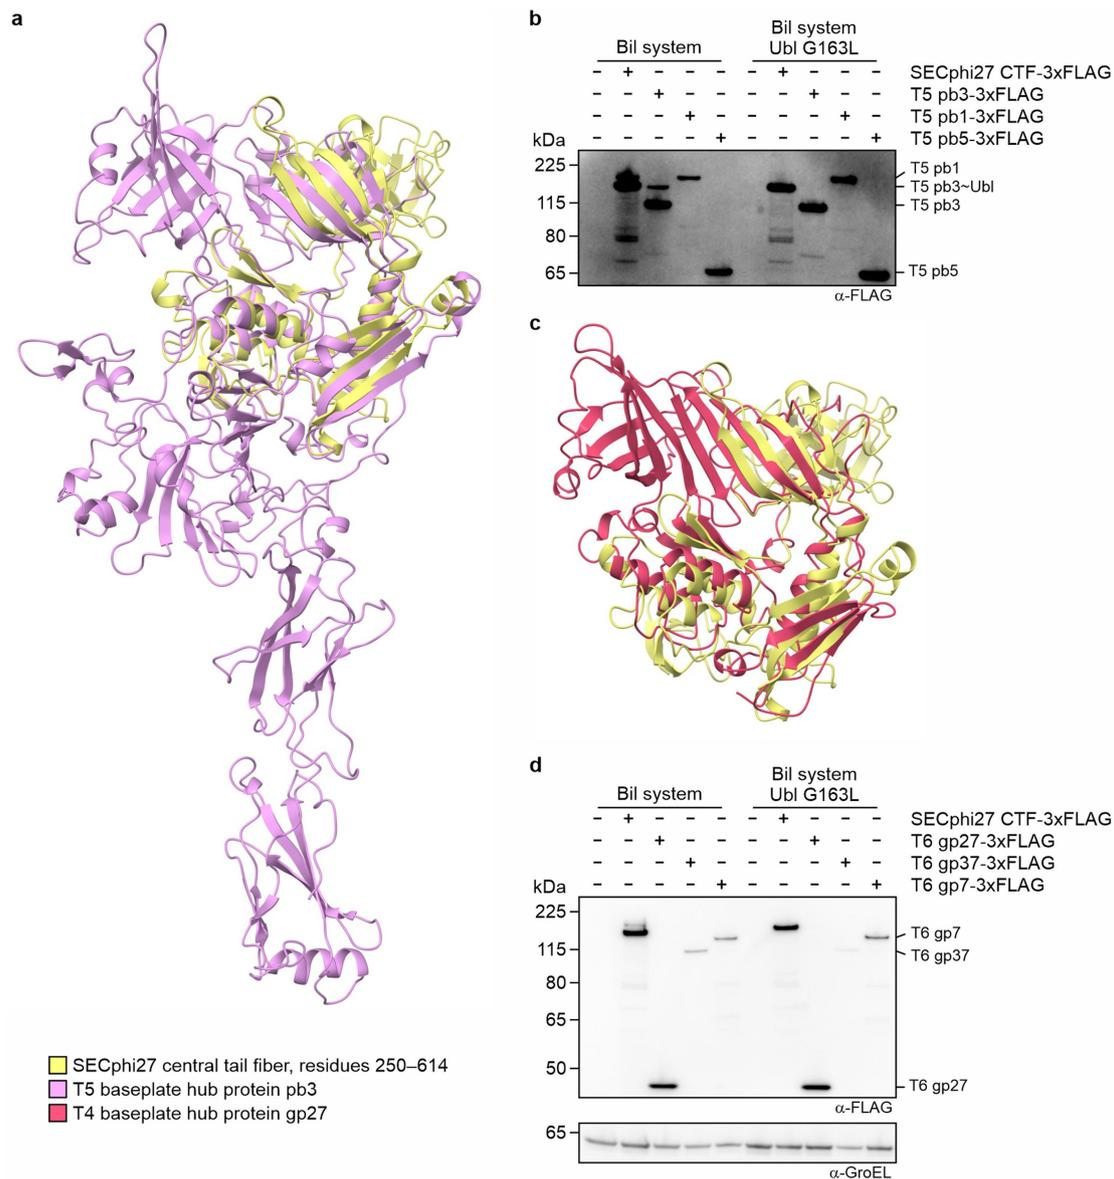 a
SECphi27 central tail fiber, residues 250–614
T5 baseplate hub protein pb3
T4 baseplate hub protein gp27
b
Bil system
Bil system
Ubl G163L
– + – – – – + – – – SECphi27 CTF-3xFLAG
– – + – – – – + – – T5 pb3-3xFLAG
– – – + – – – – + – T5 pb1-3xFLAG
– – – – + – – – – + T5 pb5-3xFLAG
kDa
225
115
80
65
T5 pb1
T5 pb3~Ubl
T5 pb3
T5 pb5
α-FLAG
c
d
Bil system
Bil system
Ubl G163L
– + – – – – + – – – SECphi27 CTF-3xFLAG
– – + – – – – + – – T6 gp27-3xFLAG
– – – + – – – – + – T6 gp37-3xFLAG
– – – – + – – – – + T6 gp7-3xFLAG
kDa
225
115
80
65
50
T6 gp7
T6 gp37
T6 gp27
α-FLAG
65
α-GroEL